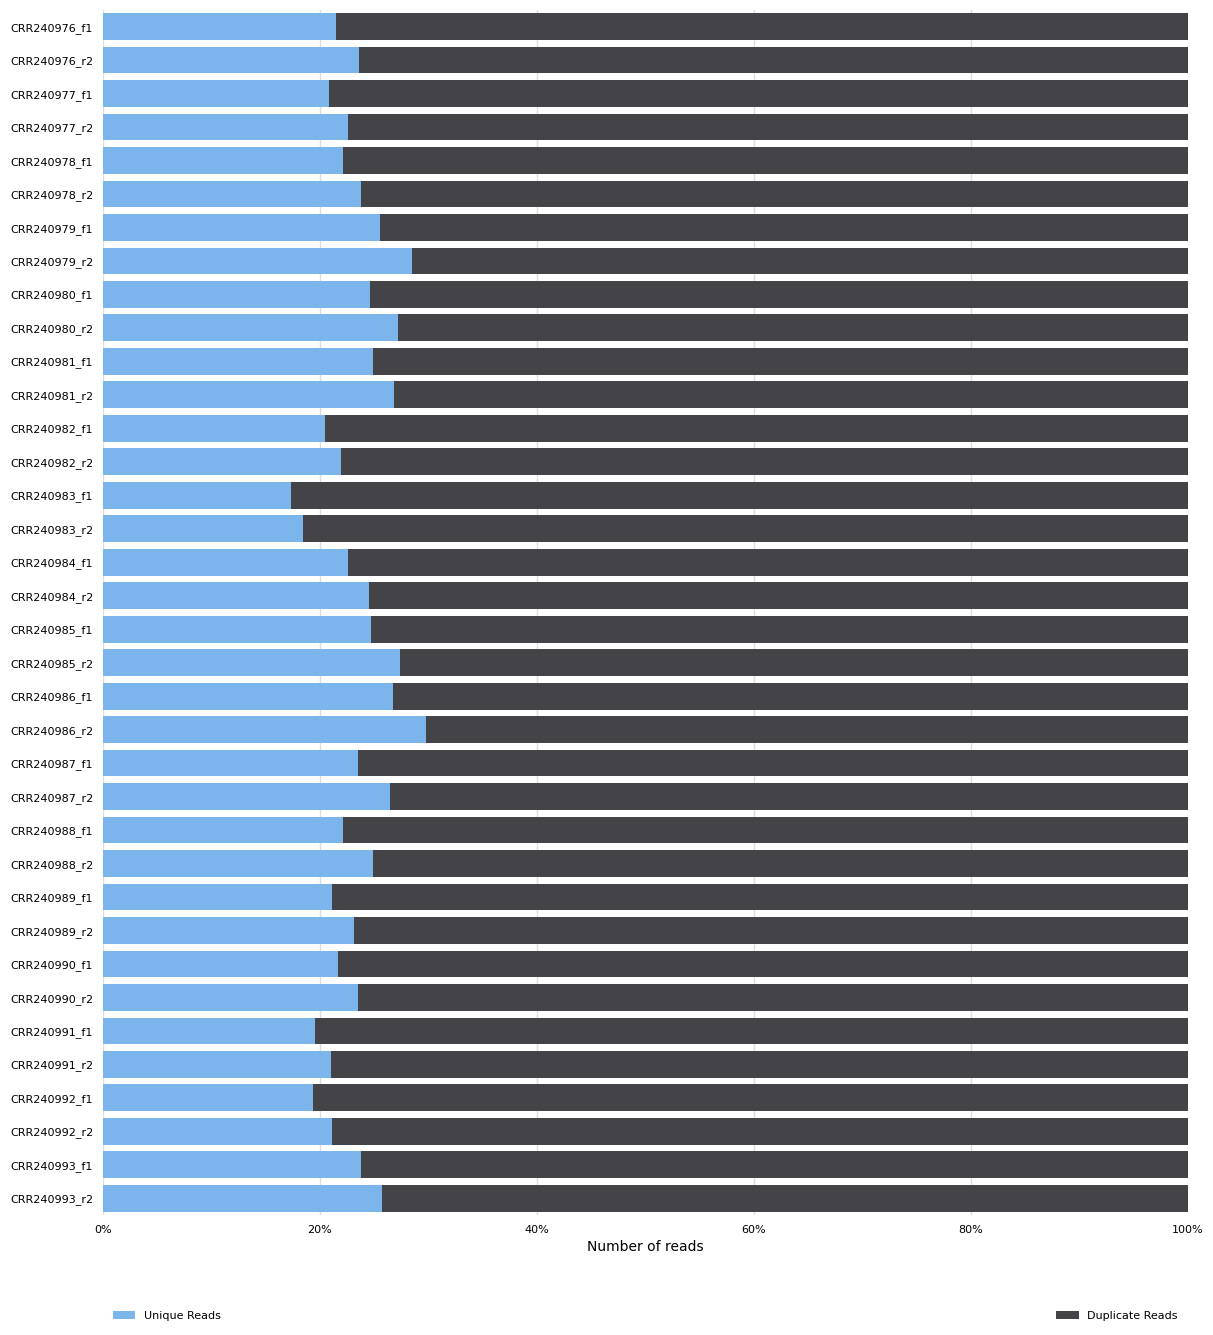 CRR240976_f1
CRR240976_r2
CRR240977_f1
CRR240977_r2
CRR240978_f1
CRR240978_r2
CRR240979_f1
CRR240979_r2
CRR240980_f1
CRR240980_r2
CRR240981_f1
CRR240981_r2
CRR240982_f1
CRR240982_r2
CRR240983_f1
CRR240983_r2
CRR240984_f1
CRR240984_r2
CRR240985_f1
CRR240985_r2
CRR240986_f1
CRR240986_r2
CRR240987_f1
CRR240987_r2
CRR240988_f1
CRR240988_r2
CRR240989_f1
CRR240989_r2
CRR240990_f1
CRR240990_r2
CRR240991_f1
CRR240991_r2
CRR240992_f1
CRR240992_r2
CRR240993_f1
CRR240993_r2
0% 20% 40% 60% 80% 100%
Number of reads
Unique Reads Duplicate Reads